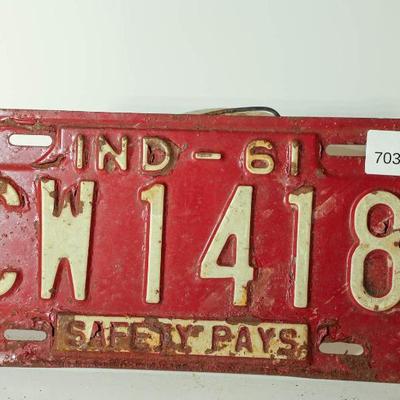 IND-61
703
CW1418
SAFETY PAYS